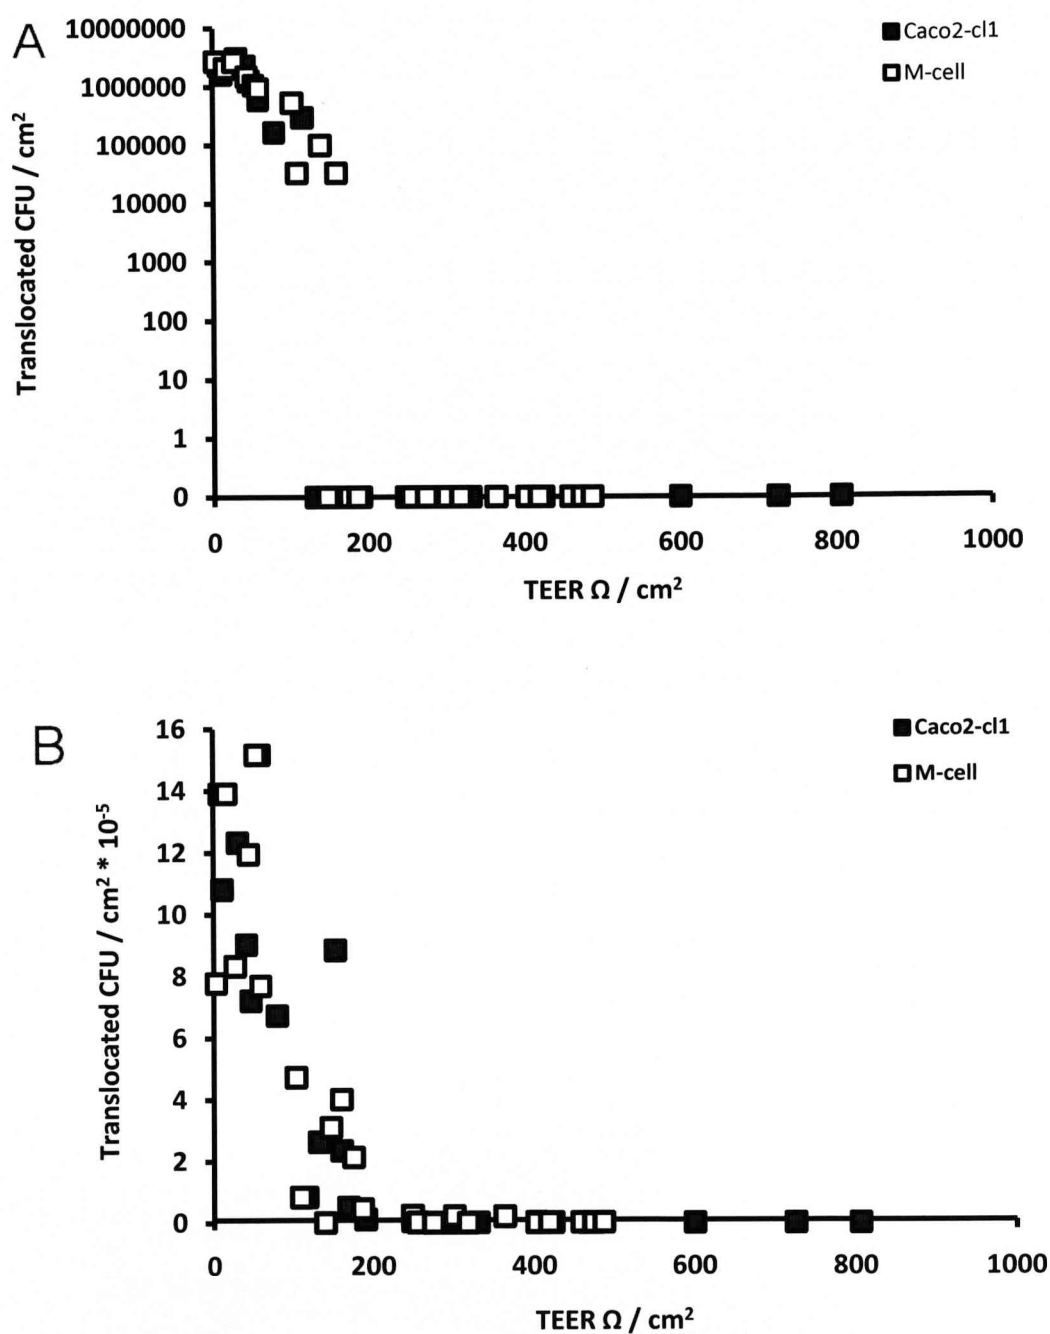 A
Translocated CFU / cm²
10000000
1000000
100000
10000
1000
100
10
1
0
0 200 400 600 800 1000
TEER Ω / cm²
Caco2-cl1
M-cell
B
Translocated CFU / cm² * 10⁻⁵
16
14
12
10
8
6
4
2
0
0 200 400 600 800 1000
TEER Ω / cm²
Caco2-cl1
M-cell